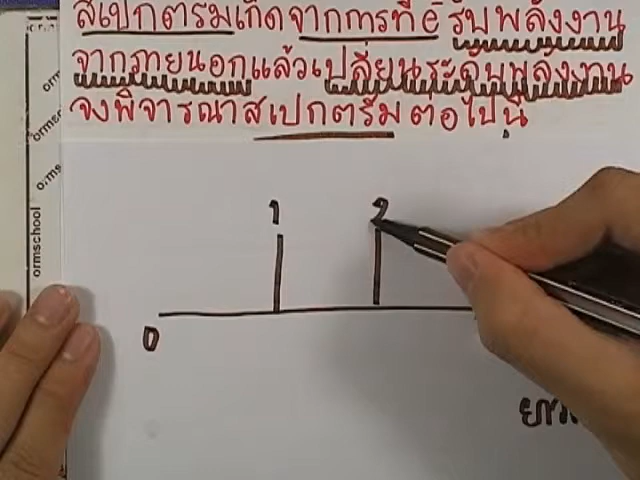 สเปกตรัมเกิดจากการที่ e̅ รับพลังงาน
จากภายนอกแล้วเปลี่ยนระดับพลังงาน
จงพิจารณาสเปกตรัมต่อไปนี้
1
2
0
ormschool